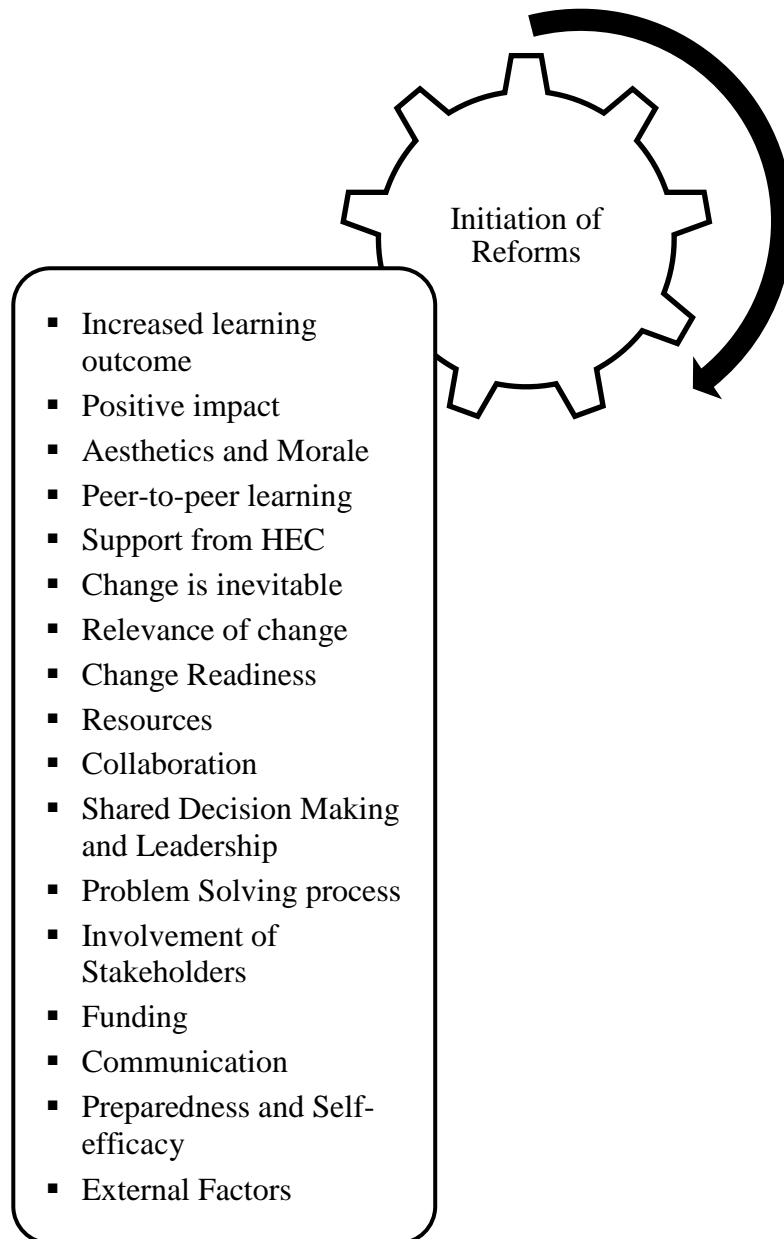 Initiation of
Reforms
▪ Increased learning
outcome
▪ Positive impact
▪ Aesthetics and Morale
▪ Peer-to-peer learning
▪ Support from HEC
▪ Change is inevitable
▪ Relevance of change
▪ Change Readiness
▪ Resources
▪ Collaboration
▪ Shared Decision Making
and Leadership
▪ Problem Solving process
▪ Involvement of
Stakeholders
▪ Funding
▪ Communication
▪ Preparedness and Self-
efficacy
▪ External Factors